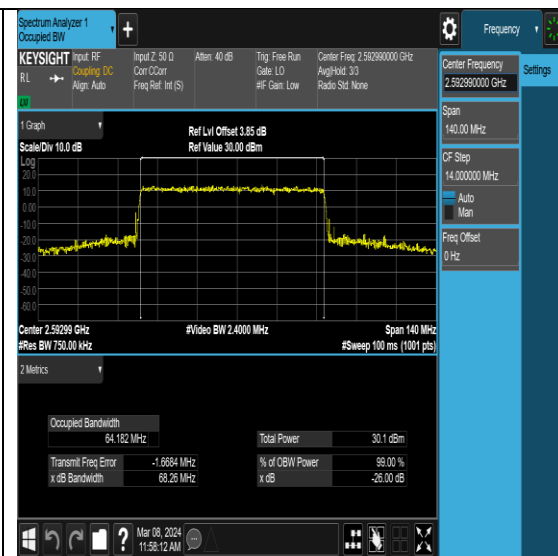 Spectrum Analyzer 1
Occupied BW
+
Frequency
KEYSIGHT
RL
Input: RF
Coupling: DC
Align: Auto
Input Z: 50 Ω
Corr CCorr
Freq Ref: Int (S)
Atten: 40 dB
Trig: Free Run
Gate: LO
#IF Gain: Low
Center Freq: 2.592990000 GHz
Avg|Hold: 3/3
Radio Std: None
LXI
Center Frequency
2.592990000 GHz
Settings
Span
140.00 MHz
CF Step
14.000000 MHz
Auto
Man
Freq Offset
0 Hz
1 Graph
Scale/Div 10.0 dB
Ref Lvl Offset 3.85 dB
Ref Value 30.00 dBm
Log
20.0
10.0
0.00
-10.0
-20.0
-30.0
-40.0
-50.0
-60.0
Center 2.59299 GHz
#Video BW 2.4000 MHz
Span 140 MHz
#Res BW 750.00 kHz
#Sweep 100 ms (1001 pts)
2 Metrics
Occupied Bandwidth
64.182 MHz
Total Power 30.1 dBm
Transmit Freq Error -1.6684 MHz
% of OBW Power 99.00 %
x dB Bandwidth 68.26 MHz
x dB -26.00 dB
?
Mar 08, 2024
11:58:12 AM